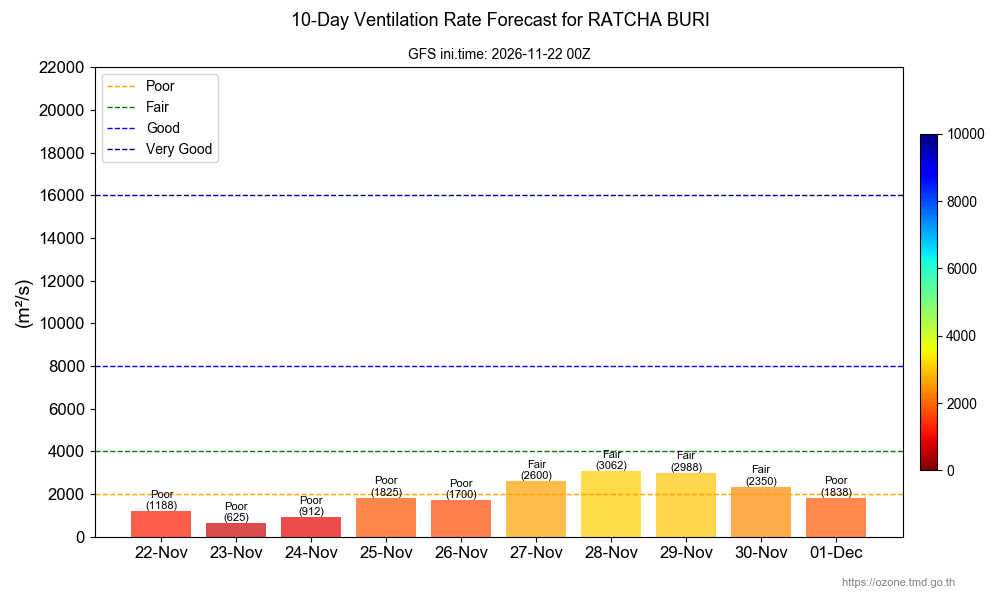 10-Day Ventilation Rate Forecast for RATCHA BURI
GFS ini.time: 2026-11-22 00Z
(m²/s)
22000
20000
18000
16000
14000
12000
10000
8000
6000
4000
2000
0
Poor
Fair
Good
Very Good
Poor
(1188)
Poor
(625)
Poor
(912)
Poor
(1825)
Poor
(1700)
Fair
(2600)
Fair
(3062)
Fair
(2988)
Fair
(2350)
Poor
(1838)
22-Nov 23-Nov 24-Nov 25-Nov 26-Nov 27-Nov 28-Nov 29-Nov 30-Nov 01-Dec
10000
8000
6000
4000
2000
0
https://ozone.tmd.go.th